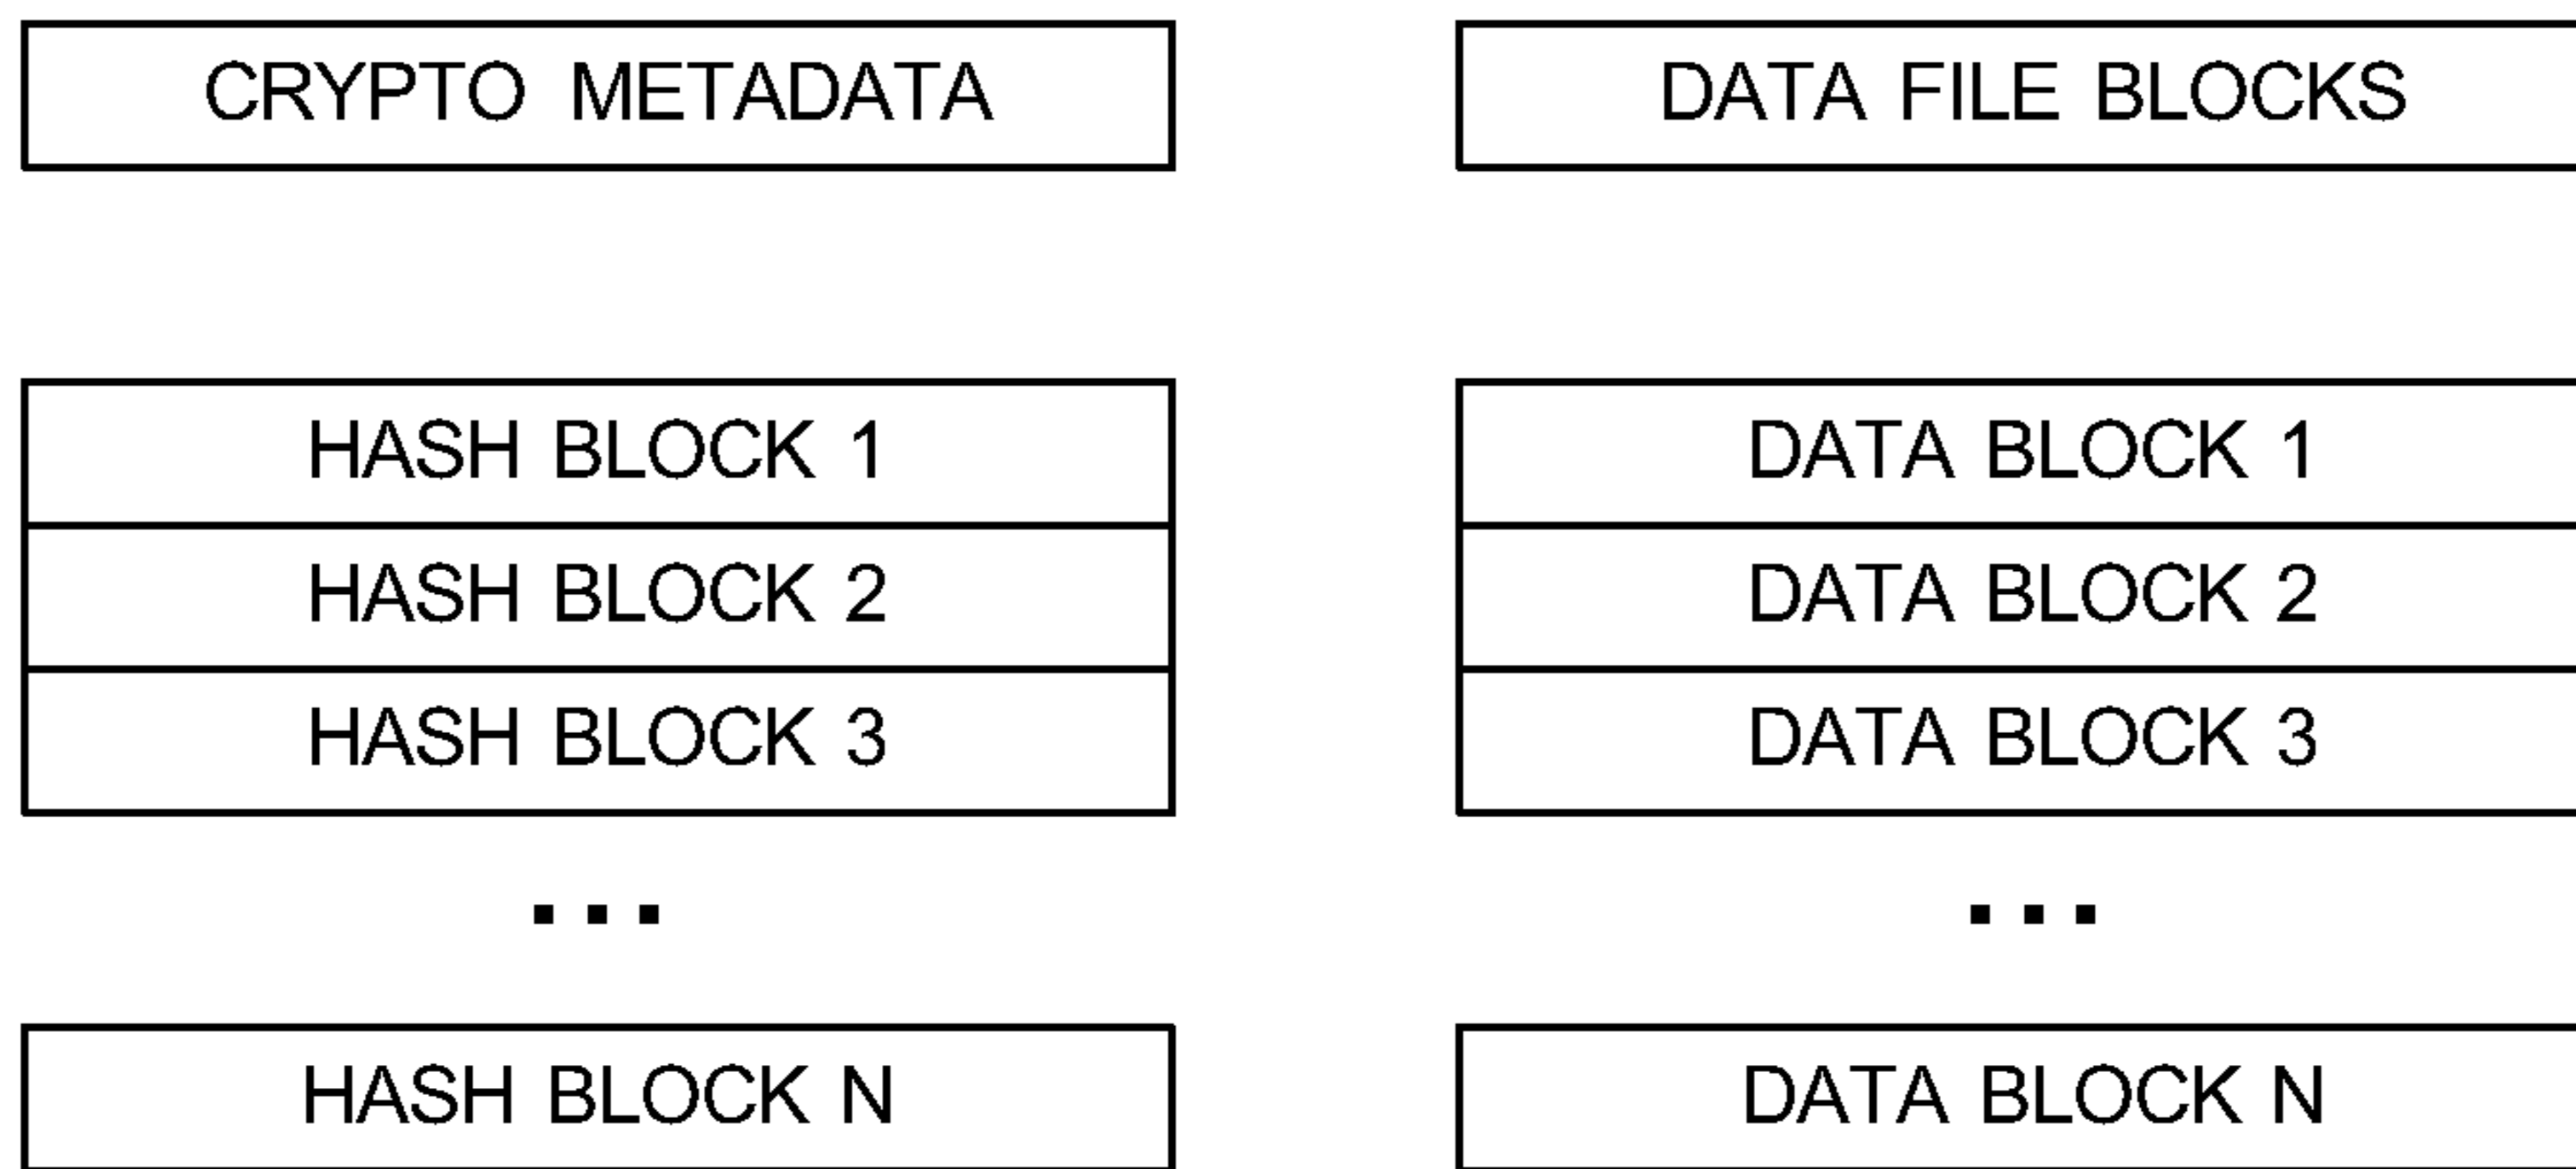 CRYPTO METADATA
DATA FILE BLOCKS
HASH BLOCK 1
DATA BLOCK 1
HASH BLOCK 2
DATA BLOCK 2
HASH BLOCK 3
DATA BLOCK 3
...
...
HASH BLOCK N
DATA BLOCK N